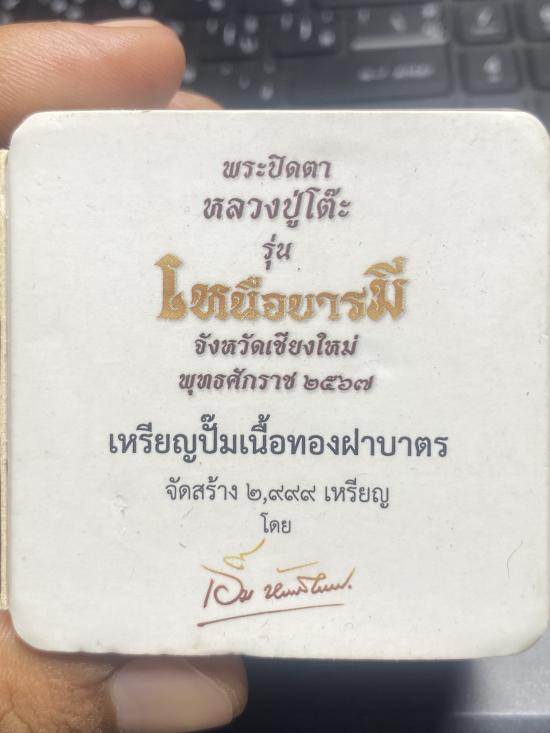 พระปิดตา
หลวงปู่โต๊ะ
รุ่น
เหนือบารมี
จังหวัดเชียงใหม่
พุทธศักราช ๒๕๖๗
เหรียญปั๊มเนื้อทองฝาบาตร
จัดสร้าง ๒,๙๙๙ เหรียญ
โดย